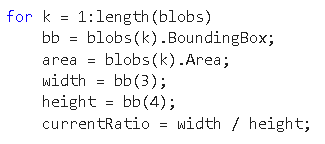 for k = 1:length(blobs)
    bb = blobs(k).BoundingBox;
    area = blobs(k).Area;
    width = bb(3);
    height = bb(4);
    currentRatio = width / height;